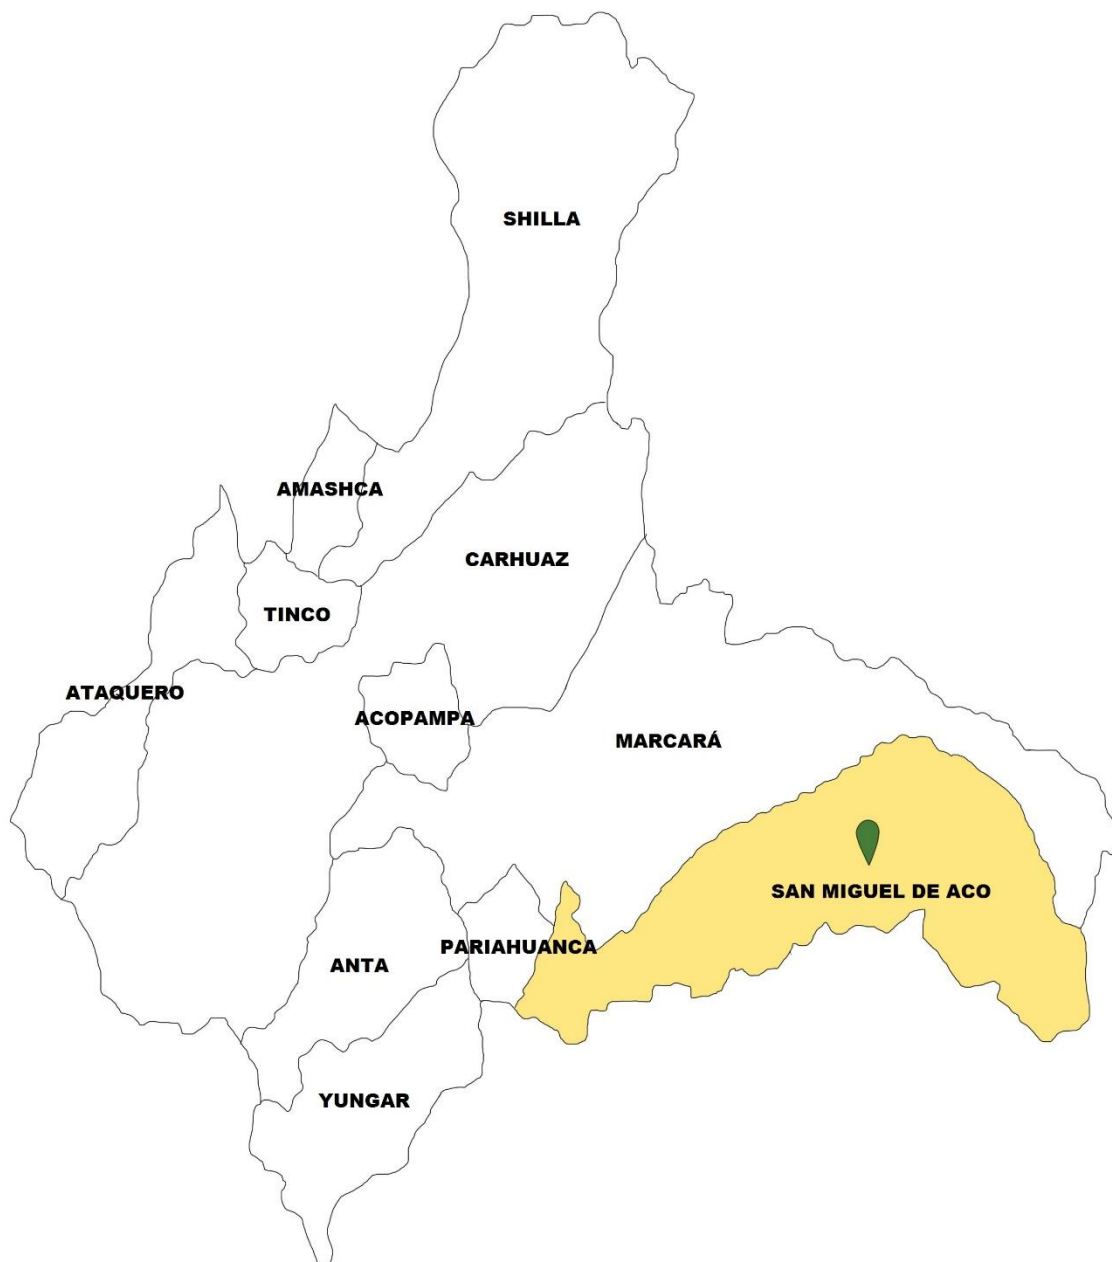 SHILLA
AMASHCA
CARHUAZ
TINCO
ATAQUERO
ACOPAMPA
MARCARÁ
SAN MIGUEL DE ACO
PARIAHUANCA
ANTA
YUNGAR